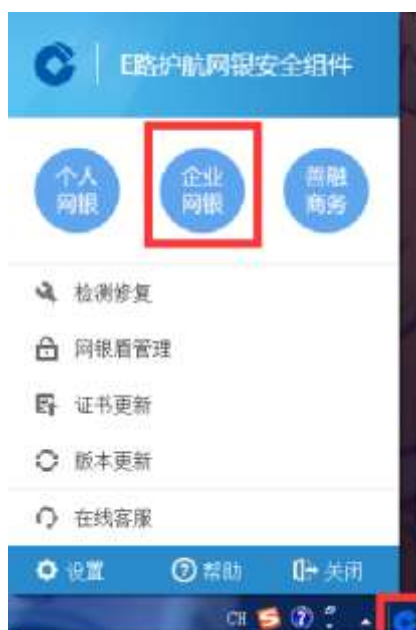 E路护航网银安全组件
个人
网银
企业
网银
善融
商务
检测修复
网银盾管理
证书更新
版本更新
在线客服
设置 帮助 关闭
CH